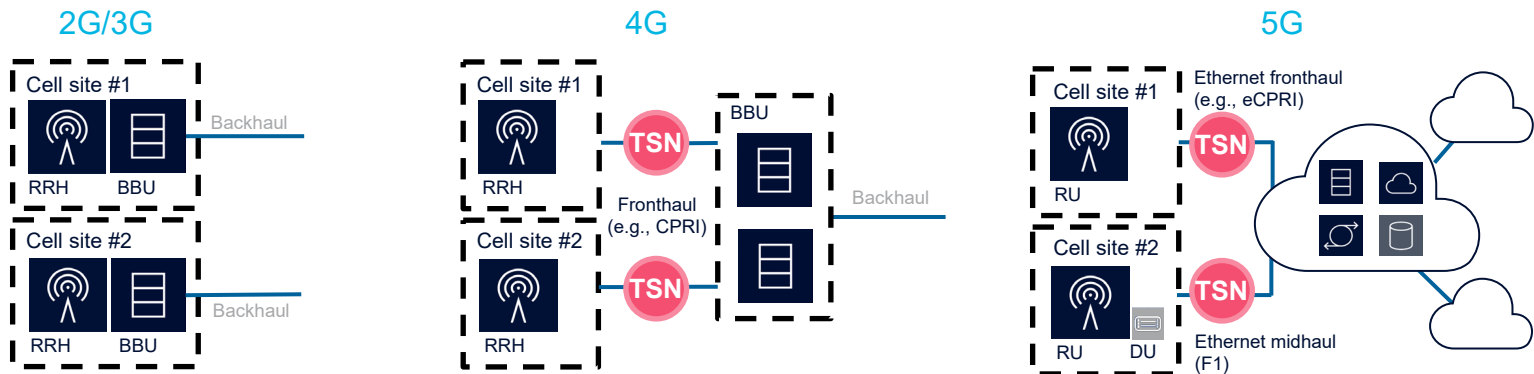 2G/3G
Cell site #1
RRH
BBU
Backhaul
Cell site #2
RRH
BBU
Backhaul
4G
Cell site #1
RRH
TSN
Fronthaul
(e.g., CPRI)
Cell site #2
RRH
TSN
BBU
Backhaul
5G
Cell site #1
RU
Ethernet fronthaul
(e.g., eCPRI)
TSN
Cell site #2
RU
DU
TSN
Ethernet midhaul
(F1)